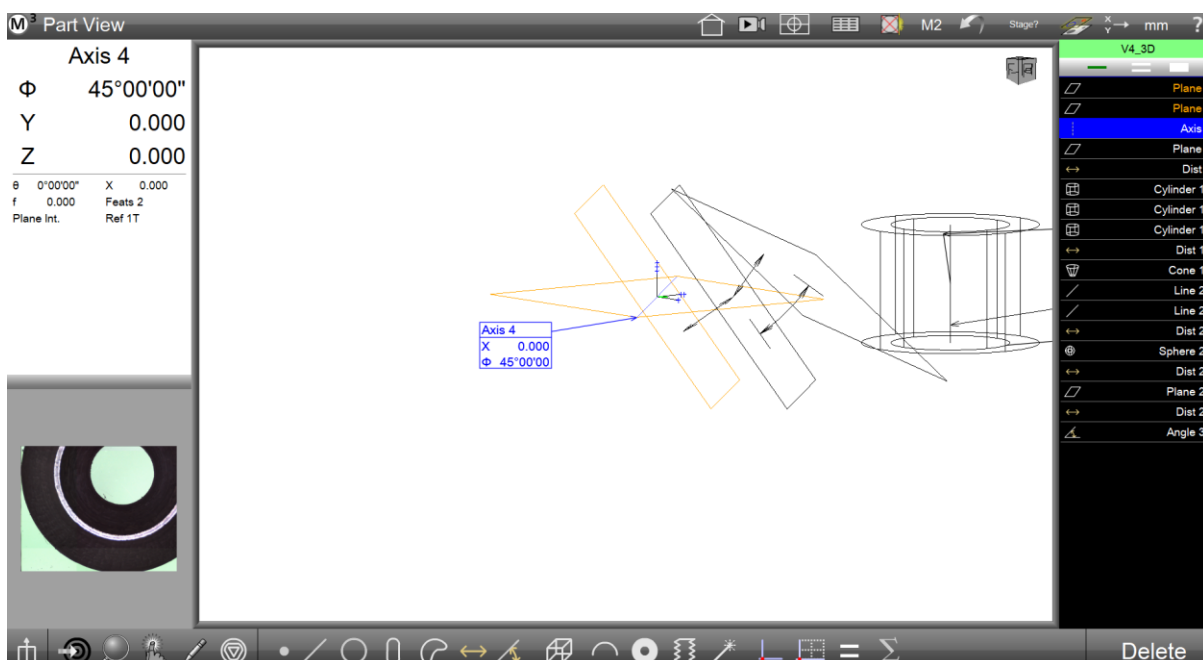 M³ Part View
M2
Stage?
X
Y
mm
?
Axis 4
Φ 45°00'00"
Y 0.000
Z 0.000
θ 0°00'00" X 0.000
f 0.000 Feats 2
Plane Int. Ref 1T
Axis 4
X 0.000
Φ 45°00'00
V4_3D
Plane
Plane
Axis
Plane
Dist
Cylinder 1
Cylinder 1
Cylinder 1
Dist 1
Cone 1
Line 2
Line 2
Dist 2
Sphere 2
Dist 2
Plane 2
Dist 2
Angle 3
Delete